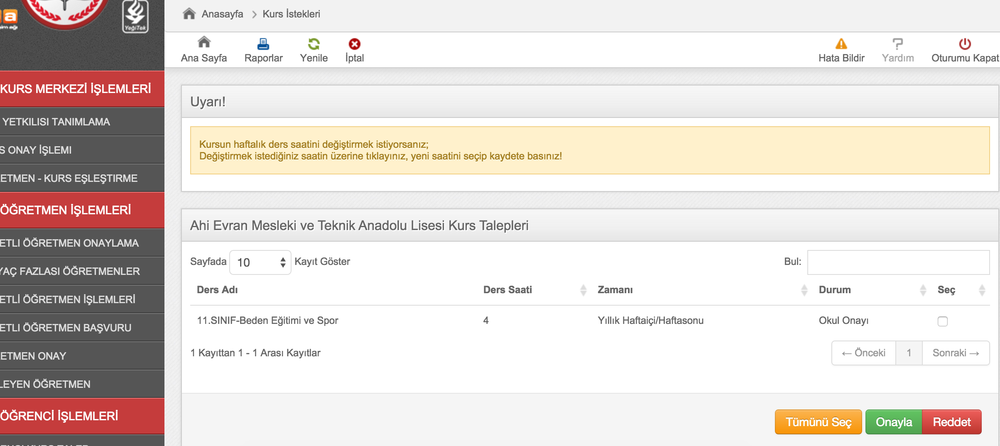 a
YeğiTek
Anasayfa
Kurs İstekleri
Ana Sayfa
Raporlar
Yenile
İptal
Hata Bildir
Yardım
Oturumu Kapat
KURS MERKEZİ İŞLEMLERİ
YETKILISI TANIMLAMA
S ONAY İŞLEMI
ETMEN - KURS EŞLEŞTIRME
ÖĞRETMEN İŞLEMLERİ
ETLI ÖĞRETMEN ONAYLAMA
YAÇ FAZLASI ÖĞRETMENLER
ETLİ ÖĞRETMEN İŞLEMLERİ
ETLI ÖĞRETMEN BAŞVURU
ETMEN ONAY
LEYEN ÖĞRETMEN
ÖĞRENCİ İŞLEMLERİ
Uyarı!
Kursun haftalık ders saatini değiştirmek istiyorsanız;
Değiştirmek istediğiniz saatin üzerine tıklayınız, yeni saatini seçip kaydete basınız!
Ahi Evran Mesleki ve Teknik Anadolu Lisesi Kurs Talepleri
Sayfada 10 Kayıt Göster
Bul:
Ders Adı Ders Saati Zamanı Durum Seç
11.SINIF-Beden Eğitimi ve Spor 4 Yıllık Haftaiçi/Haftasonu Okul Onayı
1 Kayıttan 1 - 1 Arası Kayıtlar
← Önceki 1 Sonraki →
Tümünü Seç Onayla Reddet